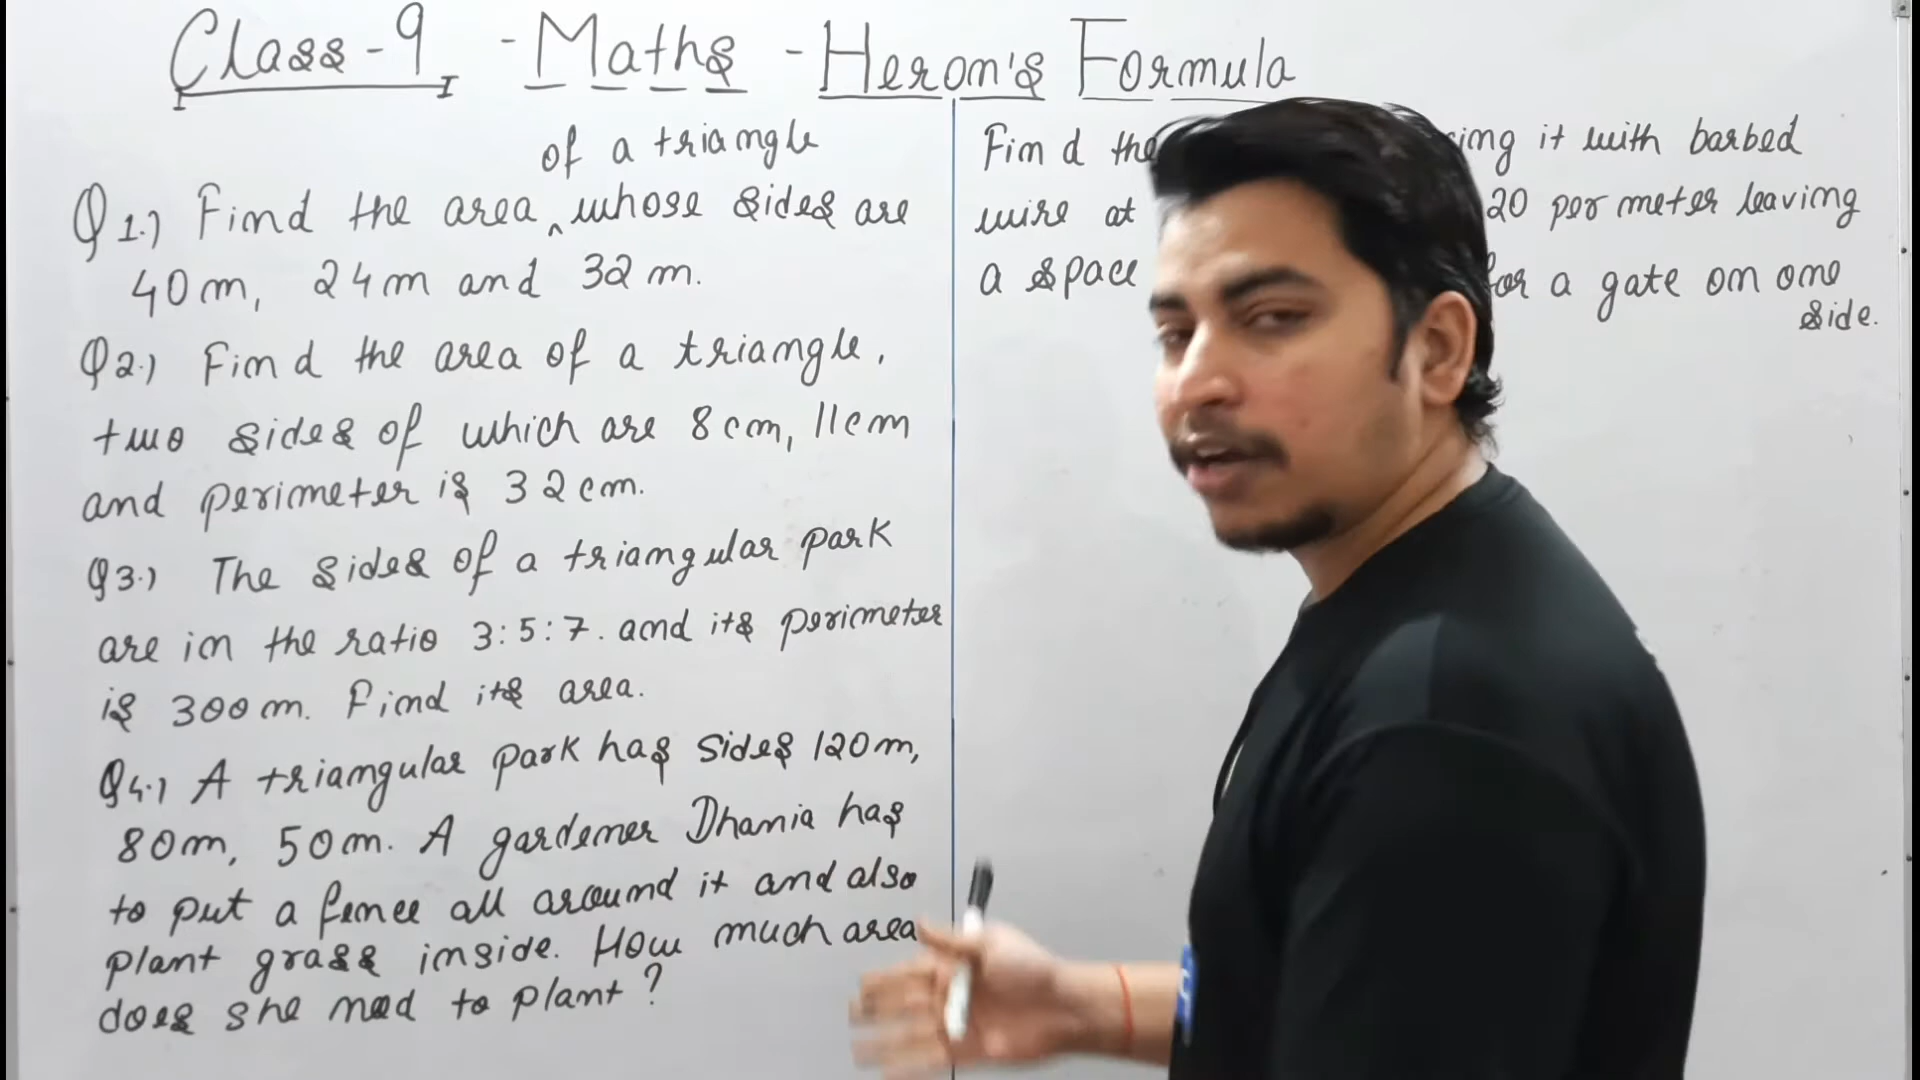 Class-9 - Maths - Heron's Formula
of a triangle
Q1.) Find the area ^ whose sides are
40m, 24m and 32m.
Q2.) Find the area of a triangle,
two sides of which are 8cm, 11cm
and perimeter is 32cm.
Q3.) The sides of a triangular park
are in the ratio 3:5:7. and its perimeter
is 300m. Find its area.
Q4.) A triangular park has sides 120m,
80m, 50m. A gardener Dhania has
to put a fence all around it and also
plant grass inside. How much area
does she need to plant?
Find the it with barbed
wire at 20 per meter leaving
a space for a gate on one
side.